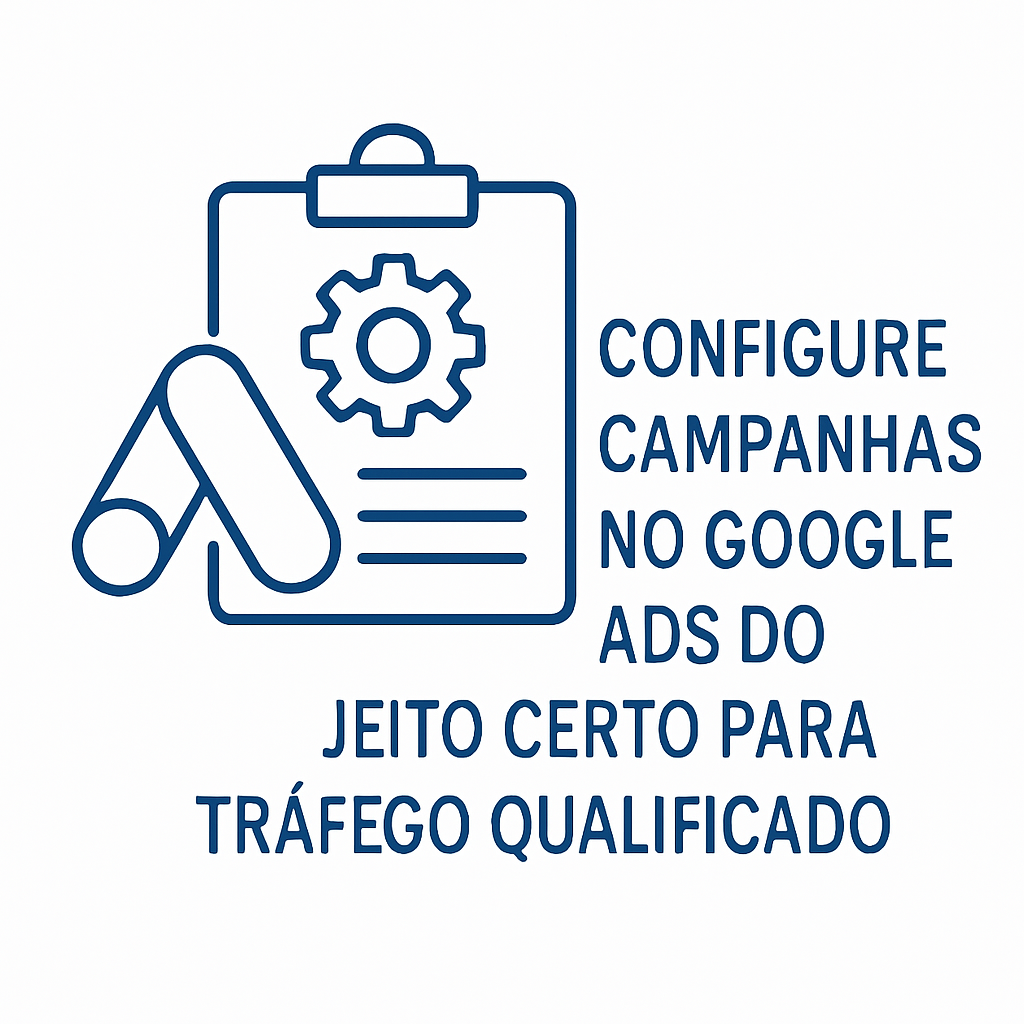 CONFIGURE
CAMPANHAS
NO GOOGLE
ADS DO
JEITO CERTO PARA
TRÁFEGO QUALIFICADO